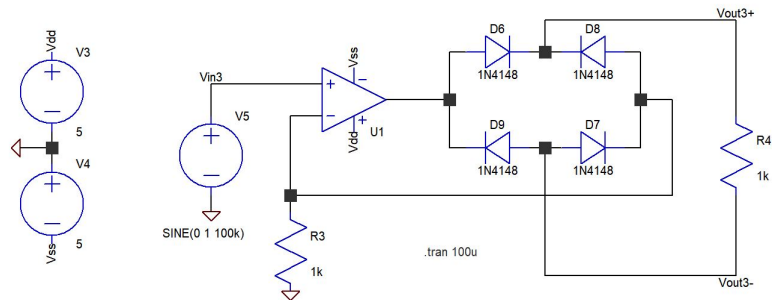 Vdd
V3
5
V4
5
Vss
Vin3
V5
SINE(0 1 100k)
Vss
U1
Vdd
R3
1k
.tran 100u
D6
1N4148
D8
1N4148
D9
1N4148
D7
1N4148
Vout3+
R4
1k
Vout3-